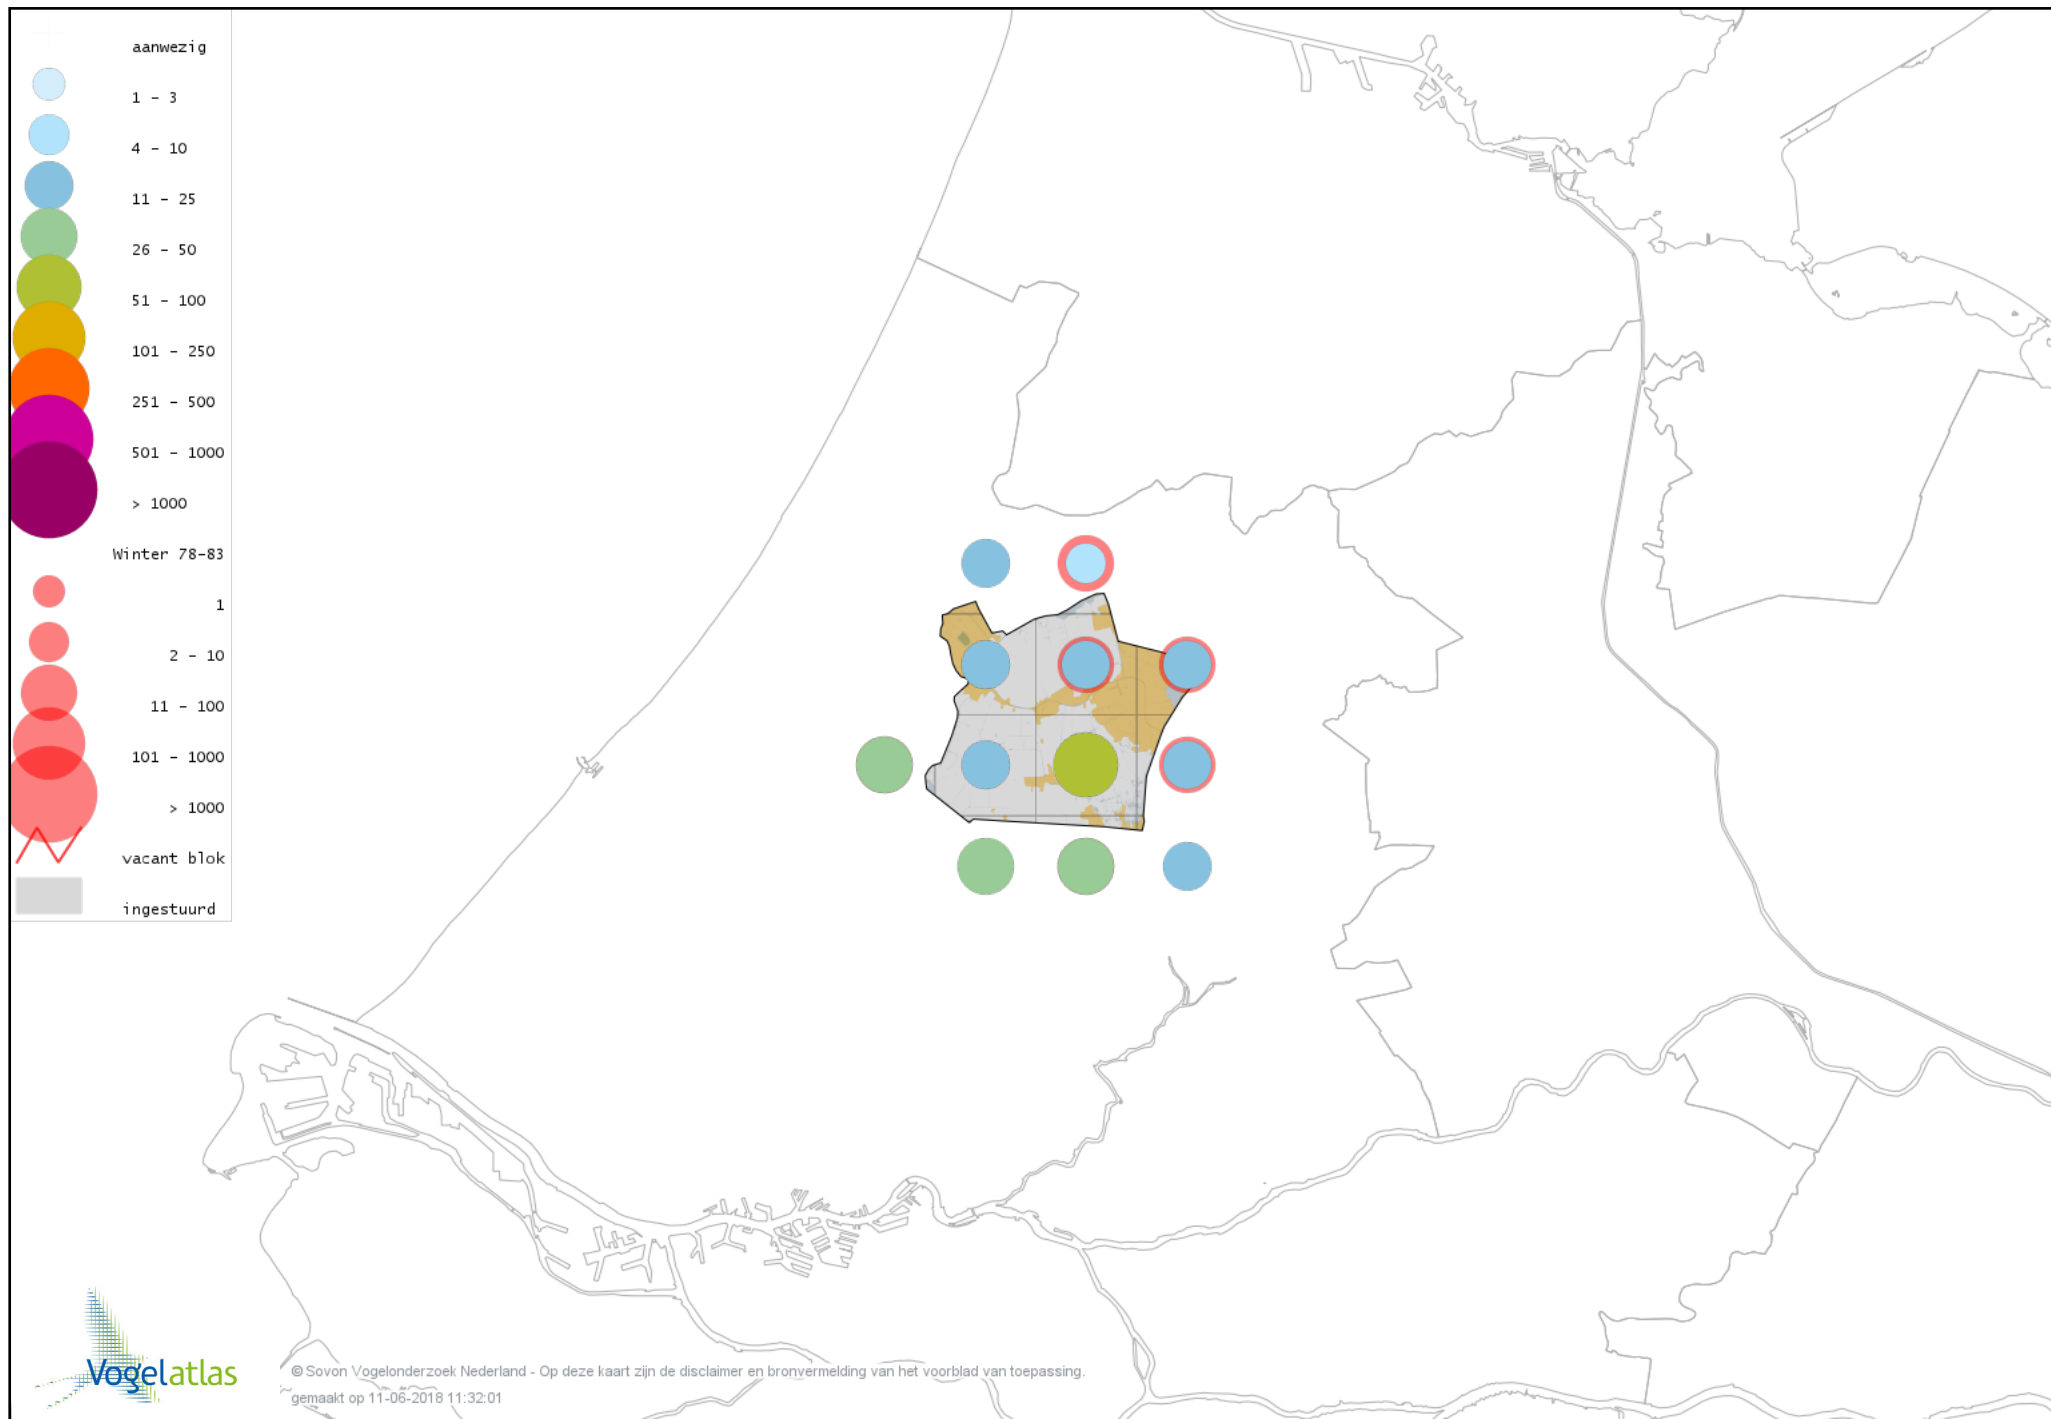 aanwezig
1 - 3
4 - 10
11 - 25
26 - 50
51 - 100
101 - 250
251 - 500
501 - 1000
> 1000
Winter 78-83
1
2 - 10
11 - 100
101 - 1000
> 1000
vacant blok
ingestuurd
Vogelatlas
© Sovon Vogelonderzoek Nederland - Op deze kaart zijn de disclaimer en bronvermelding van het voorblad van toepassing.
gemaakt op 11-06-2018 11:32:01